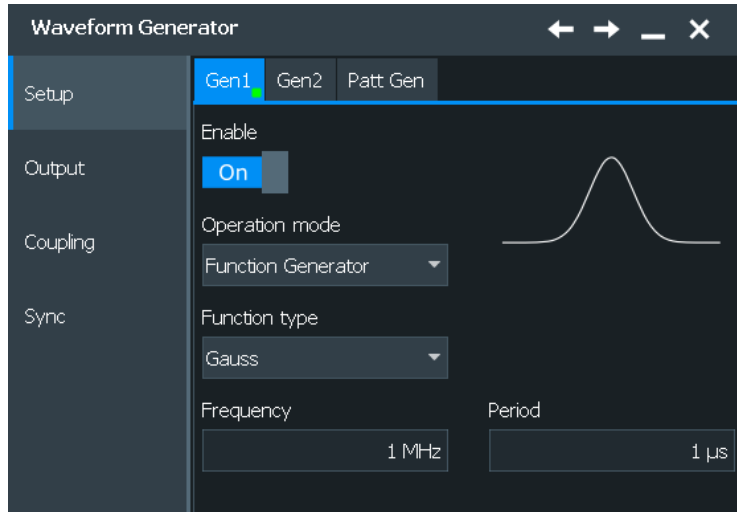 Waveform Generator
Setup
Output
Coupling
Sync
Gen1 Gen2 Patt Gen
Enable
On
Operation mode
Function Generator
Function type
Gauss
Frequency Period
1 MHz 1 µs